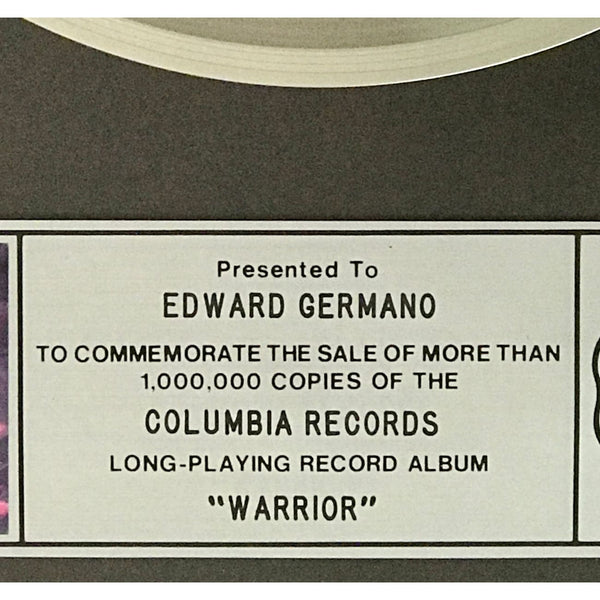 Presented To
EDWARD GERMANO
TO COMMEMORATE THE SALE OF MORE THAN
1,000,000 COPIES OF THE
COLUMBIA RECORDS
LONG-PLAYING RECORD ALBUM
"WARRIOR"